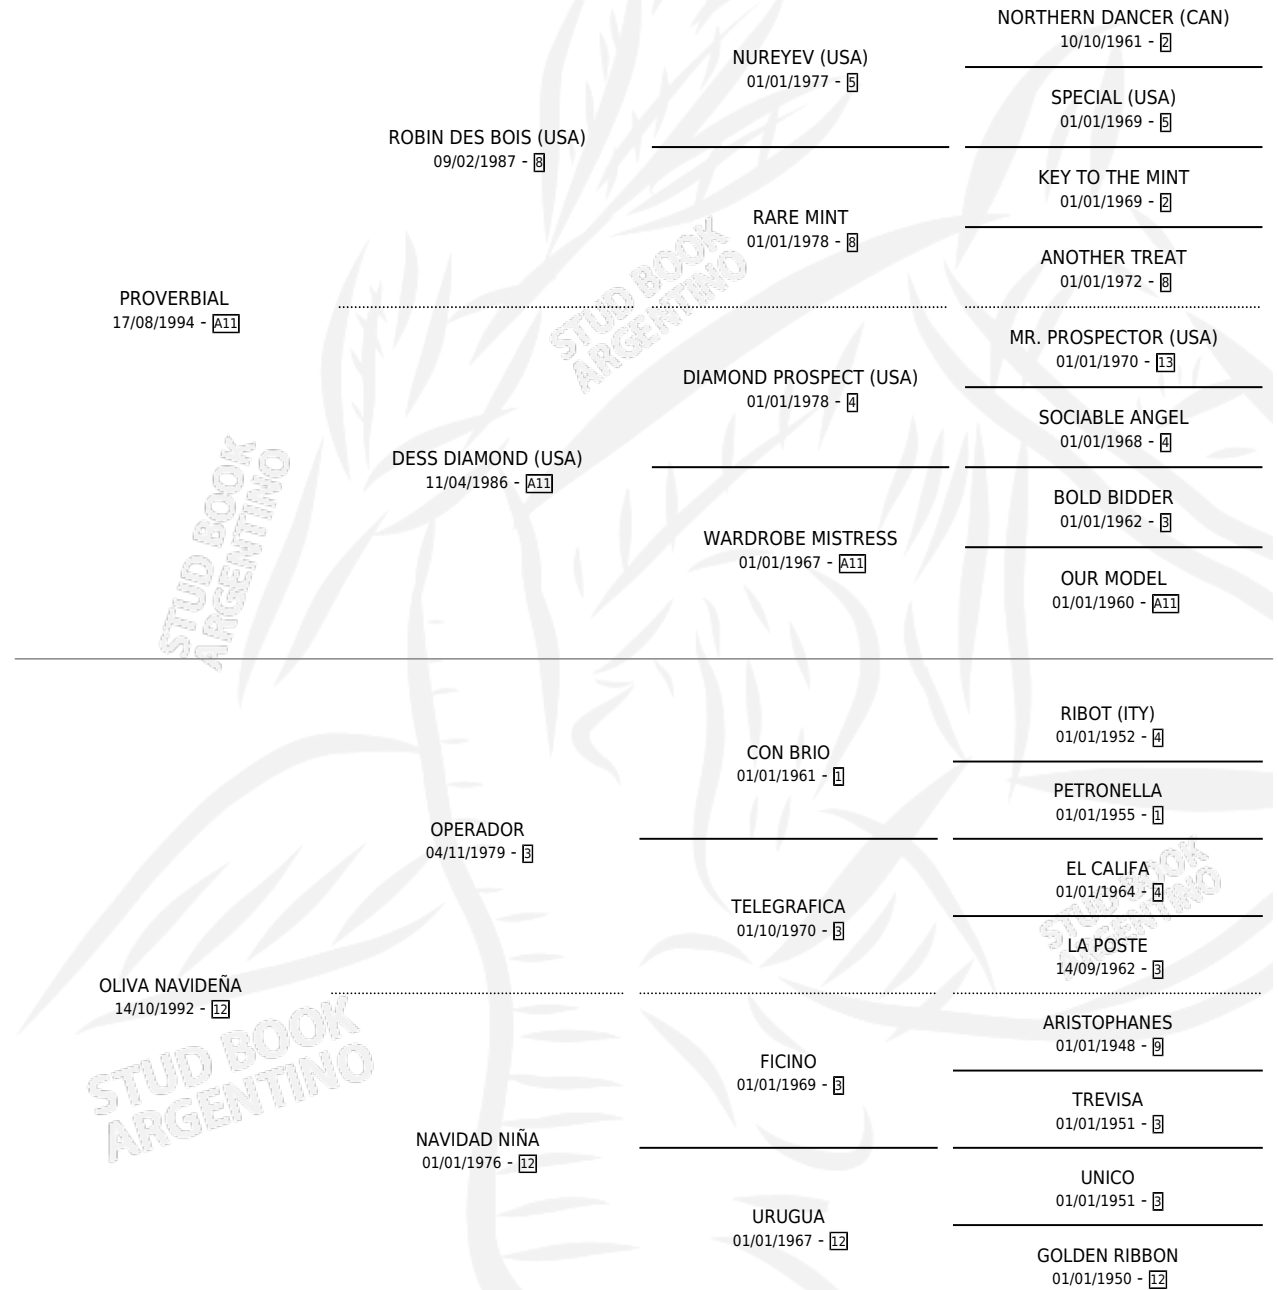 NORTHERN DANCER (CAN)
10/10/1961 - 2
NUREYEV (USA)
01/01/1977 - 5
SPECIAL (USA)
01/01/1969 - 5
ROBIN DES BOIS (USA)
09/02/1987 - 8
KEY TO THE MINT
01/01/1969 - 2
RARE MINT
01/01/1978 - 8
ANOTHER TREAT
01/01/1972 - 8
PROVERBIAL
17/08/1994 - A11
MR. PROSPECTOR (USA)
01/01/1970 - 13
DIAMOND PROSPECT (USA)
01/01/1978 - 4
SOCIABLE ANGEL
01/01/1968 - 4
DESS DIAMOND (USA)
11/04/1986 - A11
BOLD BIDDER
01/01/1962 - 3
WARDROBE MISTRESS
01/01/1967 - A11
OUR MODEL
01/01/1960 - A11
STUD BOOK
ARGENTINO
STUD BOOK
ARGENTINO
RIBOT (ITY)
01/01/1952 - 4
CON BRIO
01/01/1961 - 1
PETRONELLA
01/01/1955 - 1
OPERADOR
04/11/1979 - 3
EL CALIFA
01/01/1964 - 4
TELEGRAFICA
01/10/1970 - 3
LA POSTE
14/09/1962 - 3
STUD BOOK
ARGENTINO
OLIVA NAVIDEÑA
14/10/1992 - 12
ARISTOPHANES
01/01/1948 - 9
FICINO
01/01/1969 - 3
TREVISA
01/01/1951 - 3
STUD BOOK
ARGENTINO
NAVIDAD NIÑA
01/01/1976 - 12
UNICO
01/01/1951 - 3
URUGUA
01/01/1967 - 12
GOLDEN RIBBON
01/01/1950 - 12